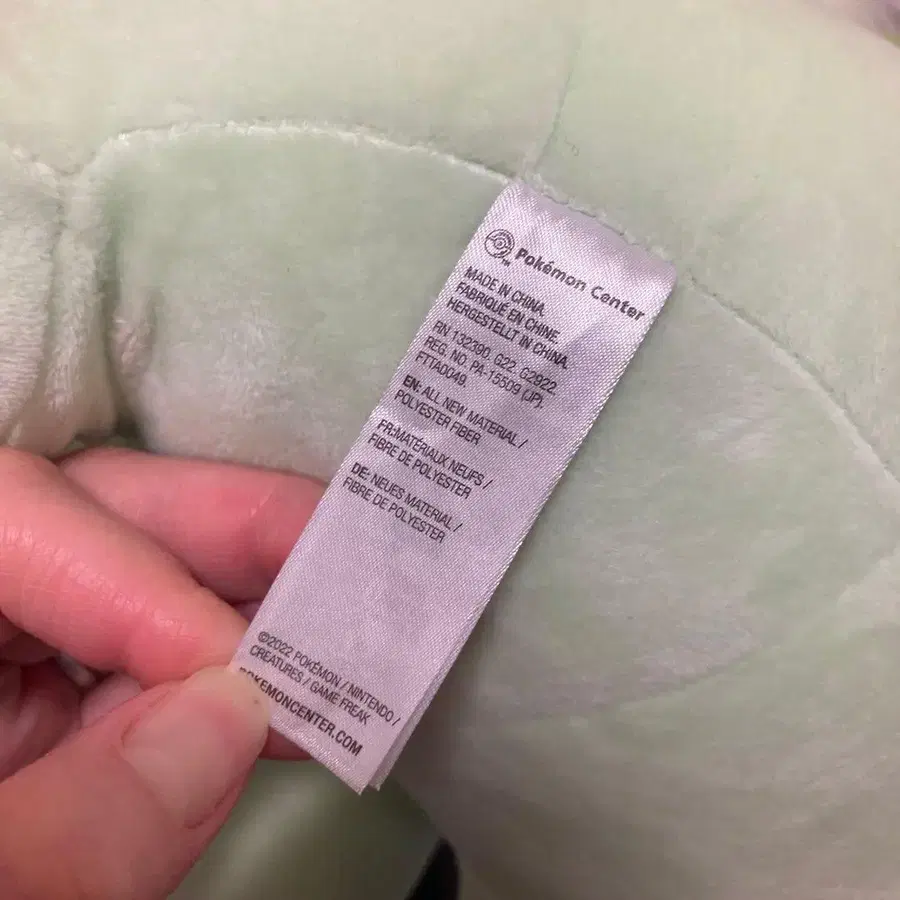 Pokémon Center
MADE IN CHINA.
FABRIQUÉ EN CHINE.
HERGESTELLT IN CHINA.
RN 132790. G22. G2922.
REG. NO. PA-15509 (JP).
FTTA0049.
EN: ALL NEW MATERIAL /
POLYESTER FIBER
FR:MATÉRIAUX NEUFS /
FIBRE DE POLYESTER
DE: NEUES MATERIAL /
FIBRE DE POLYESTER
©2022 POKÉMON / NINTENDO /
CREATURES / GAME FREAK
POKEMONCENTER.COM